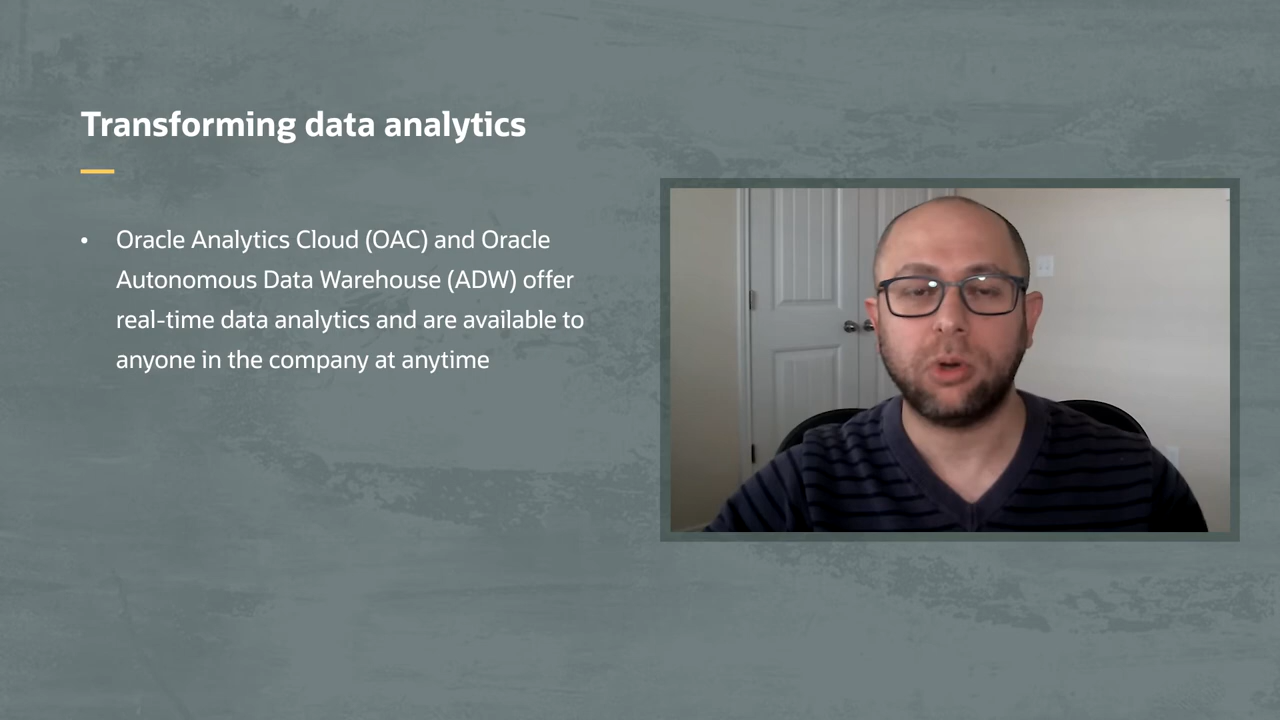 Transforming data analytics
• Oracle Analytics Cloud (OAC) and Oracle
Autonomous Data Warehouse (ADW) offer
real-time data analytics and are available to
anyone in the company at anytime